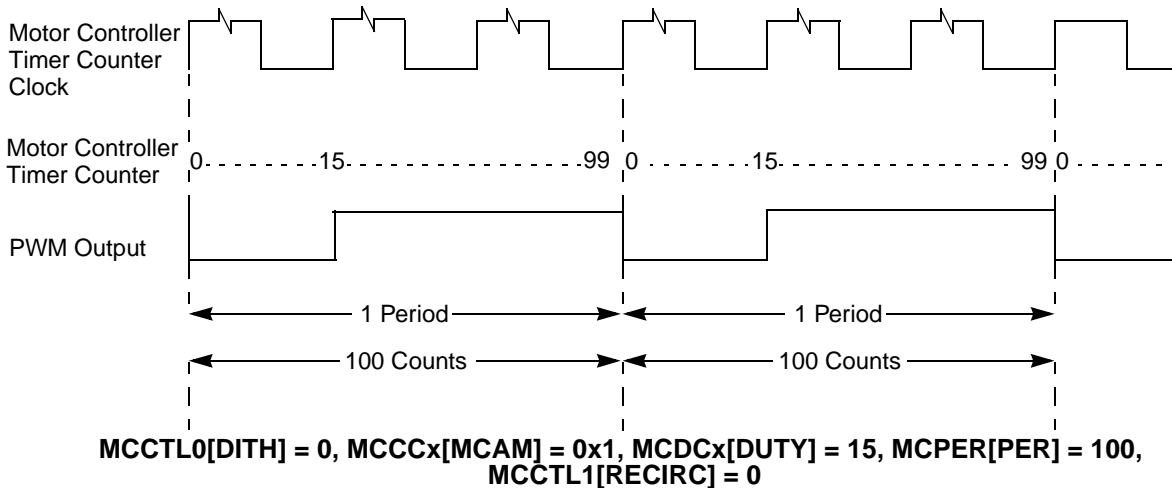 Motor Controller
Timer Counter
Clock
Motor Controller
Timer Counter
0 15 99 0 15 99 0
PWM Output
1 Period 1 Period
100 Counts 100 Counts
MCCTL0[DITH] = 0, MCCCx[MCAM] = 0x1, MCDCx[DUTY] = 15, MCPER[PER] = 100,
MCCTL1[RECIRC] = 0